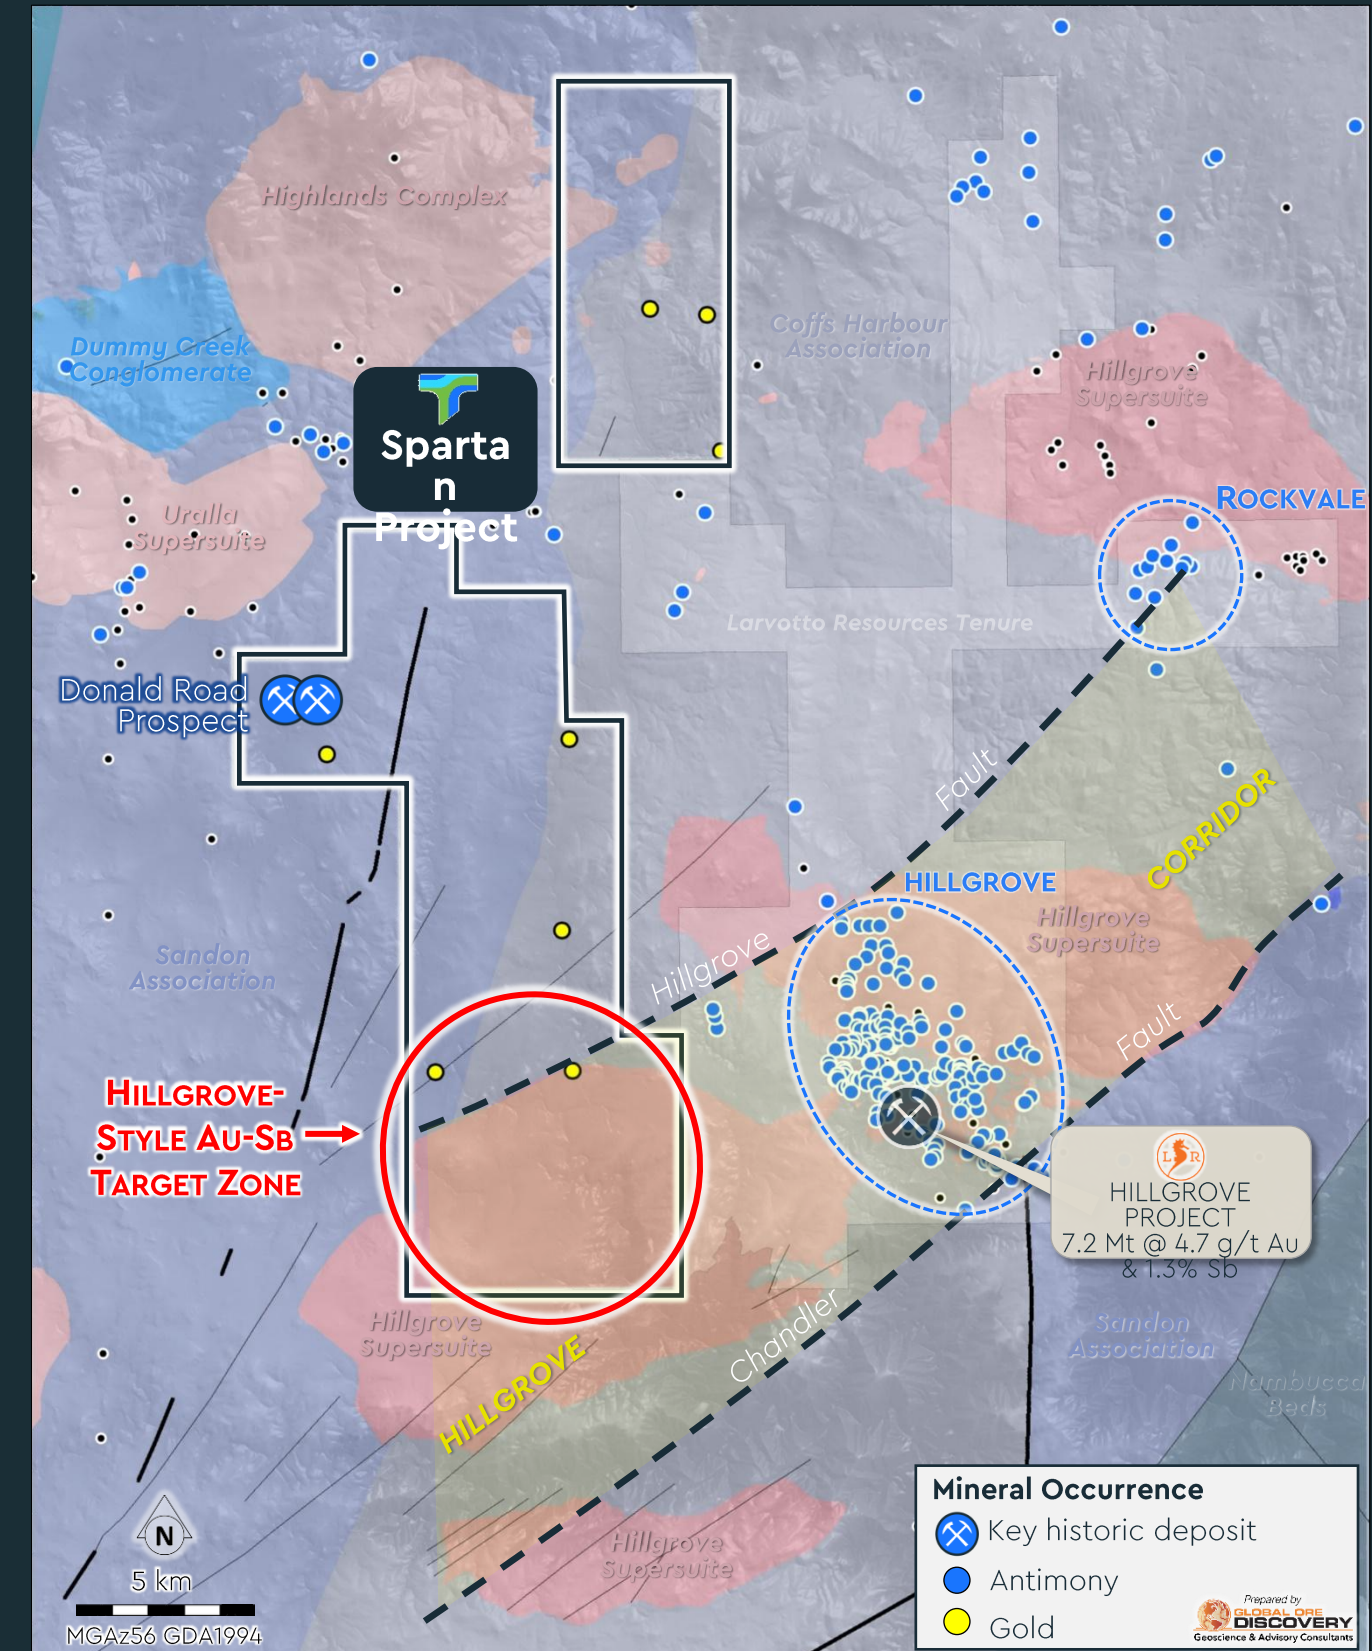 Highlands Complex
Coffs Harbour
Association
Dummy Creek
Conglomerate
Hillgrove
Supersuite
Sparta
n
Project
ROCKVALE
Uralla
Supersuite
Larvotto Resources Tenure
Donald Road
Prospect
Fault
CORRIDOR
HILLGROVE
Hillgrove
Supersuite
Sandon
Association
Hillgrove
Fault
HILLGROVE-
STYLE AU-SB
TARGET ZONE
L R
HILLGROVE
PROJECT
7.2 Mt @ 4.7 g/t Au
& 1.3% Sb
Hillgrove
Supersuite
HILLGROVE
Chandler
Sandon
Association
Nambucca
Beds
Hillgrove
Supersuite
N
5 km
MGAz56 GDA1994
Mineral Occurrence
Key historic deposit
Antimony
Gold
Prepared by
GLOBAL ORE
DISCOVERY
Geoscience & Advisory Consultants